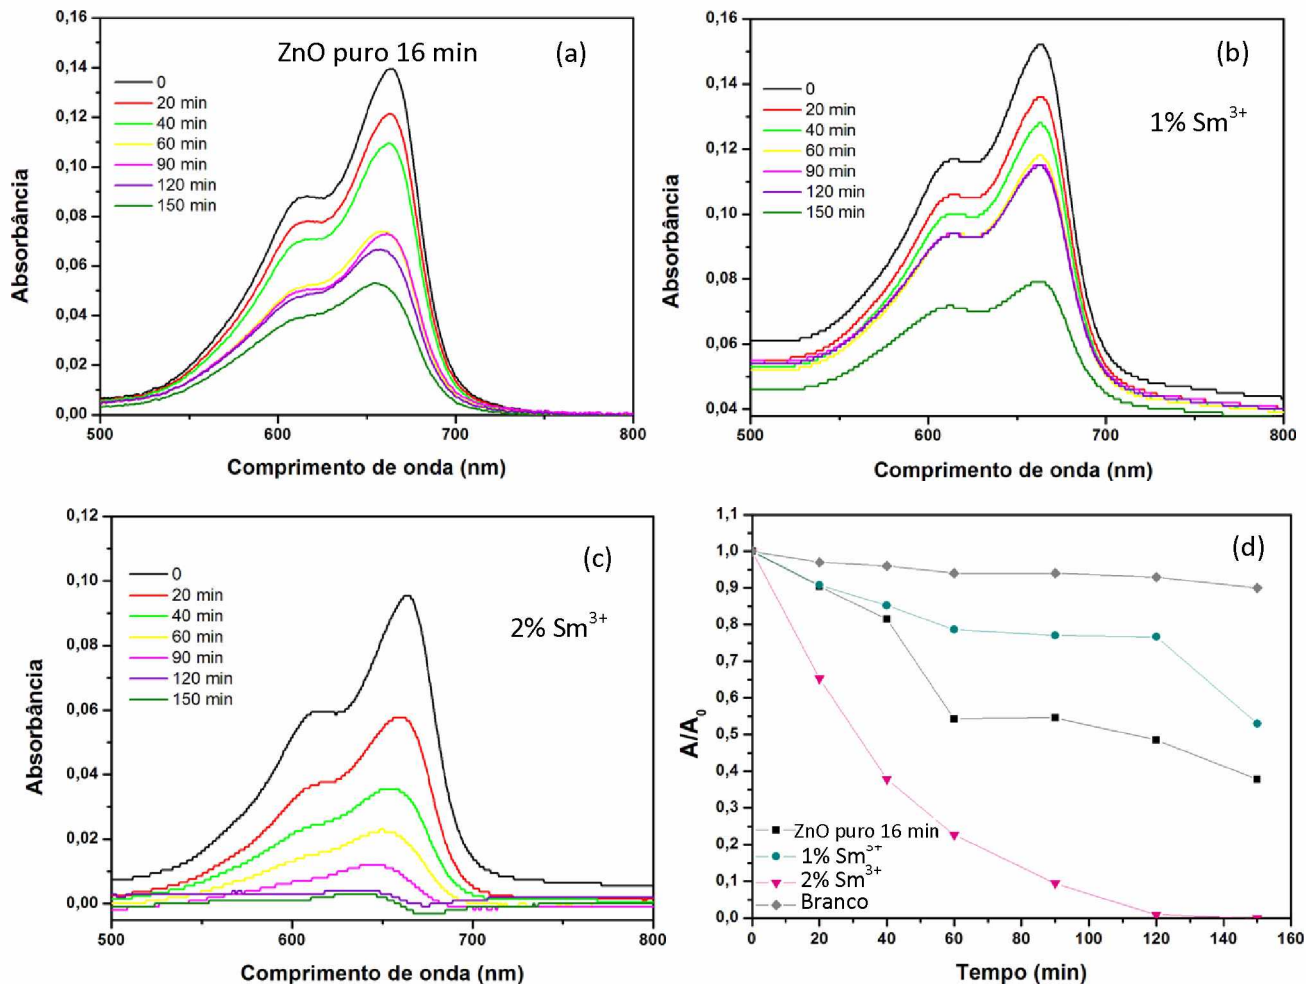 0,16
0,14
0,12
0,10
0,08
0,06
0,04
0,02
0,00
Absorbância
ZnO puro 16 min
(a)
0
20 min
40 min
60 min
90 min
120 min
150 min
500
600
700
800
Comprimento de onda (nm)
0,16
0,14
0,12
0,10
0,08
0,06
0,04
Absorbância
(b)
1% Sm³⁺
0
20 min
40 min
60 min
90 min
120 min
150 min
500
600
700
800
Comprimento de onda (nm)
0,12
0,10
0,08
0,06
0,04
0,02
0,00
Absorbância
(c)
2% Sm³⁺
0
20 min
40 min
60 min
90 min
120 min
150 min
500
600
700
800
Comprimento de onda (nm)
1,1
1,0
0,9
0,8
0,7
0,6
0,5
0,4
0,3
0,2
0,1
0,0
A/A₀
(d)
ZnO puro 16 min
1% Sm³⁺
2% Sm³⁺
Branco
0
20
40
60
80
100
120
140
160
Tempo (min)